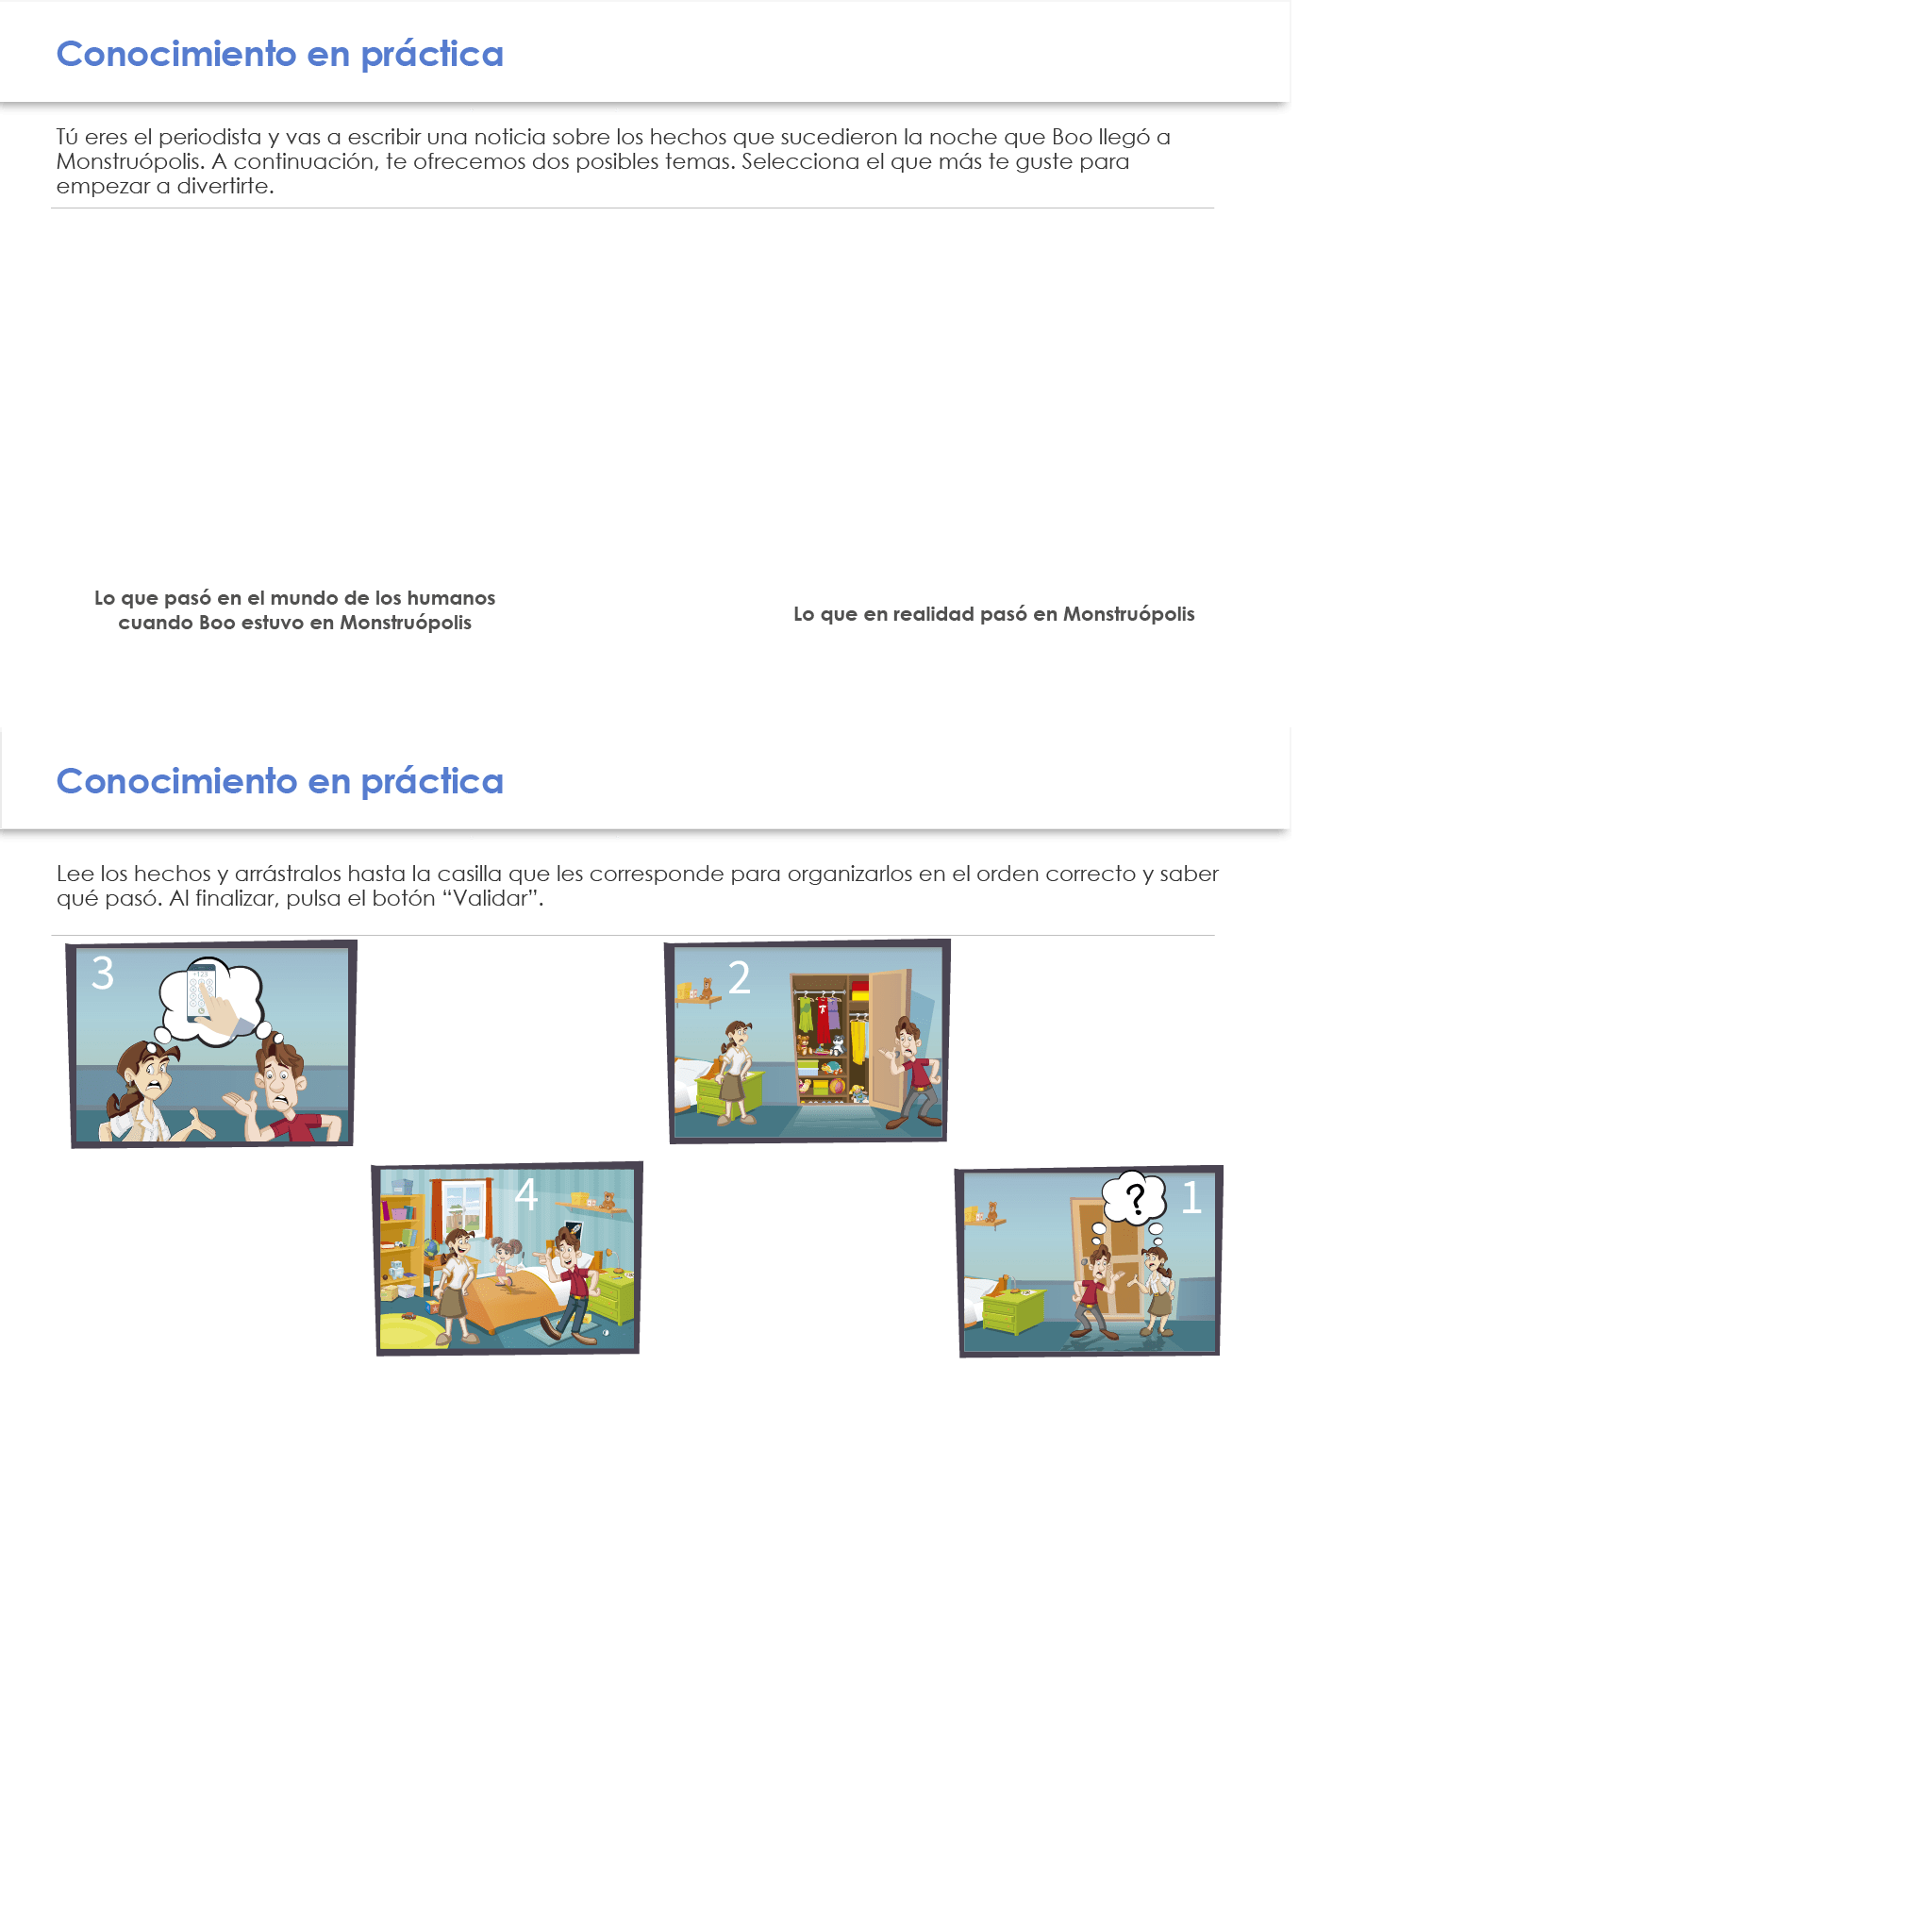 Conocimiento en práctica
Tú eres el periodista y vas a escribir una noticia sobre los hechos que sucedieron la noche que Boo llegó a
Monstruópolis. A continuación, te ofrecemos dos posibles temas. Selecciona el que más te guste para
empezar a divertirte.
Lo que pasó en el mundo de los humanos
cuando Boo estuvo en Monstruópolis
Lo que en realidad pasó en Monstruópolis
Conocimiento en práctica
Lee los hechos y arrástralos hasta la casilla que les corresponde para organizarlos en el orden correcto y saber
qué pasó. Al finalizar, pulsa el botón “Validar”.
3
+123
2
4
?
1